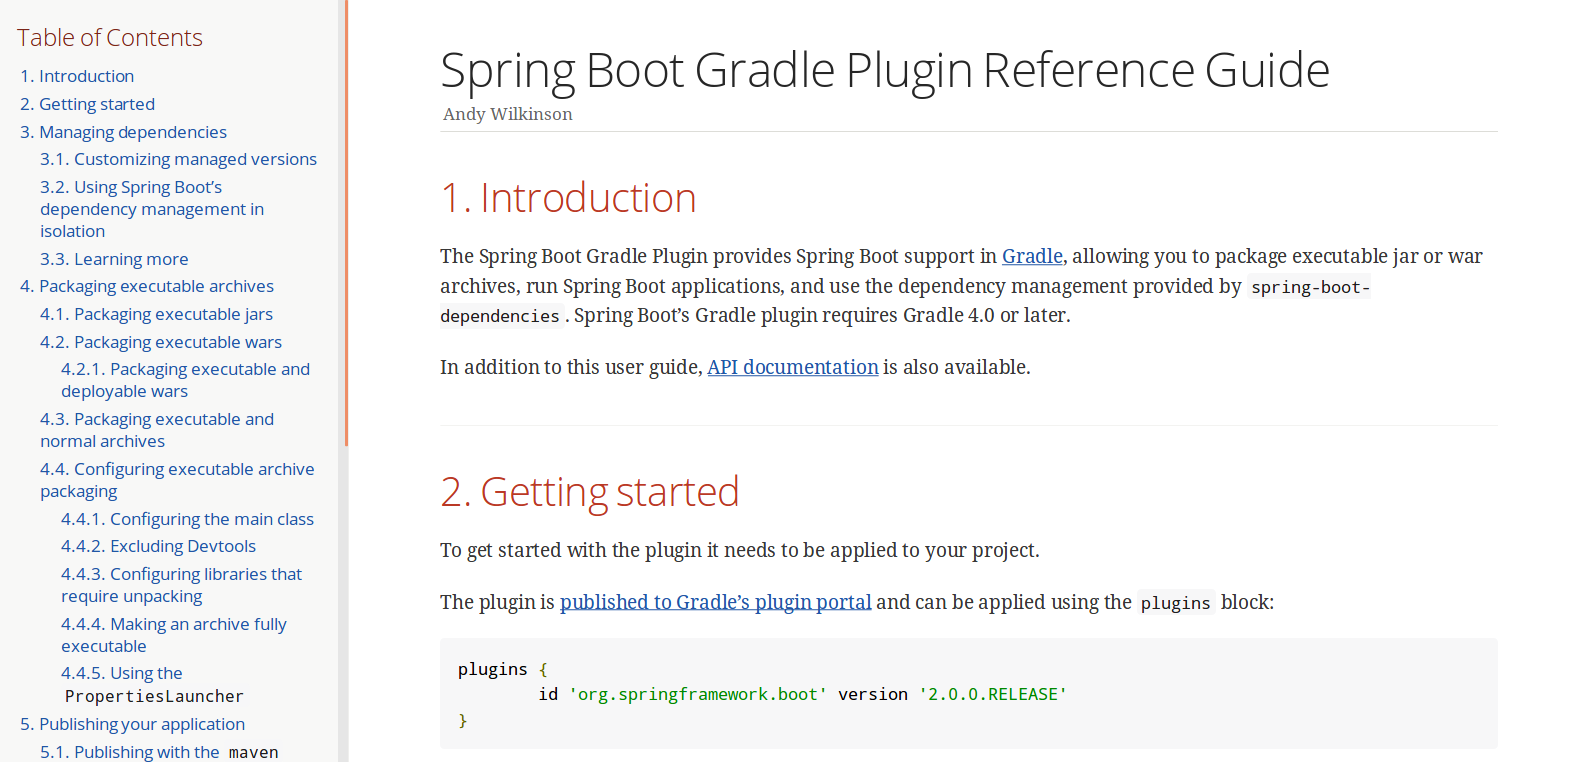 Table of Contents
1. Introduction
2. Getting started
3. Managing dependencies
3.1. Customizing managed versions
3.2. Using Spring Boot’s
dependency management in
isolation
3.3. Learning more
4. Packaging executable archives
4.1. Packaging executable jars
4.2. Packaging executable wars
4.2.1. Packaging executable and
deployable wars
4.3. Packaging executable and
normal archives
4.4. Configuring executable archive
packaging
4.4.1. Configuring the main class
4.4.2. Excluding Devtools
4.4.3. Configuring libraries that
require unpacking
4.4.4. Making an archive fully
executable
4.4.5. Using the
PropertiesLauncher
5. Publishing your application
5.1. Publishing with the maven
Spring Boot Gradle Plugin Reference Guide
Andy Wilkinson
1. Introduction
The Spring Boot Gradle Plugin provides Spring Boot support in Gradle, allowing you to package executable jar or war
archives, run Spring Boot applications, and use the dependency management provided by spring-boot-
dependencies. Spring Boot’s Gradle plugin requires Gradle 4.0 or later.
In addition to this user guide, API documentation is also available.
2. Getting started
To get started with the plugin it needs to be applied to your project.
The plugin is published to Gradle’s plugin portal and can be applied using the plugins block:
plugins {
id 'org.springframework.boot' version '2.0.0.RELEASE'
}